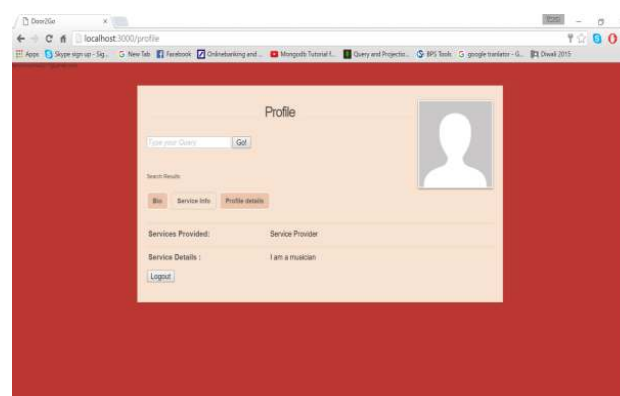 Door2Go
localhost:3000/profile
Apps Skype sign up - Sig... New Tab Facebook Onlinebanking and ... Mongodb Tutorial 1... Query and Projectio... BPS Tools google tranlator - G... Diwali 2015
Profile
Type your Query Go!
Search Results
Bio Service Info Profile details
Services Provided: Service Provider
Service Details : I am a musician
Logout